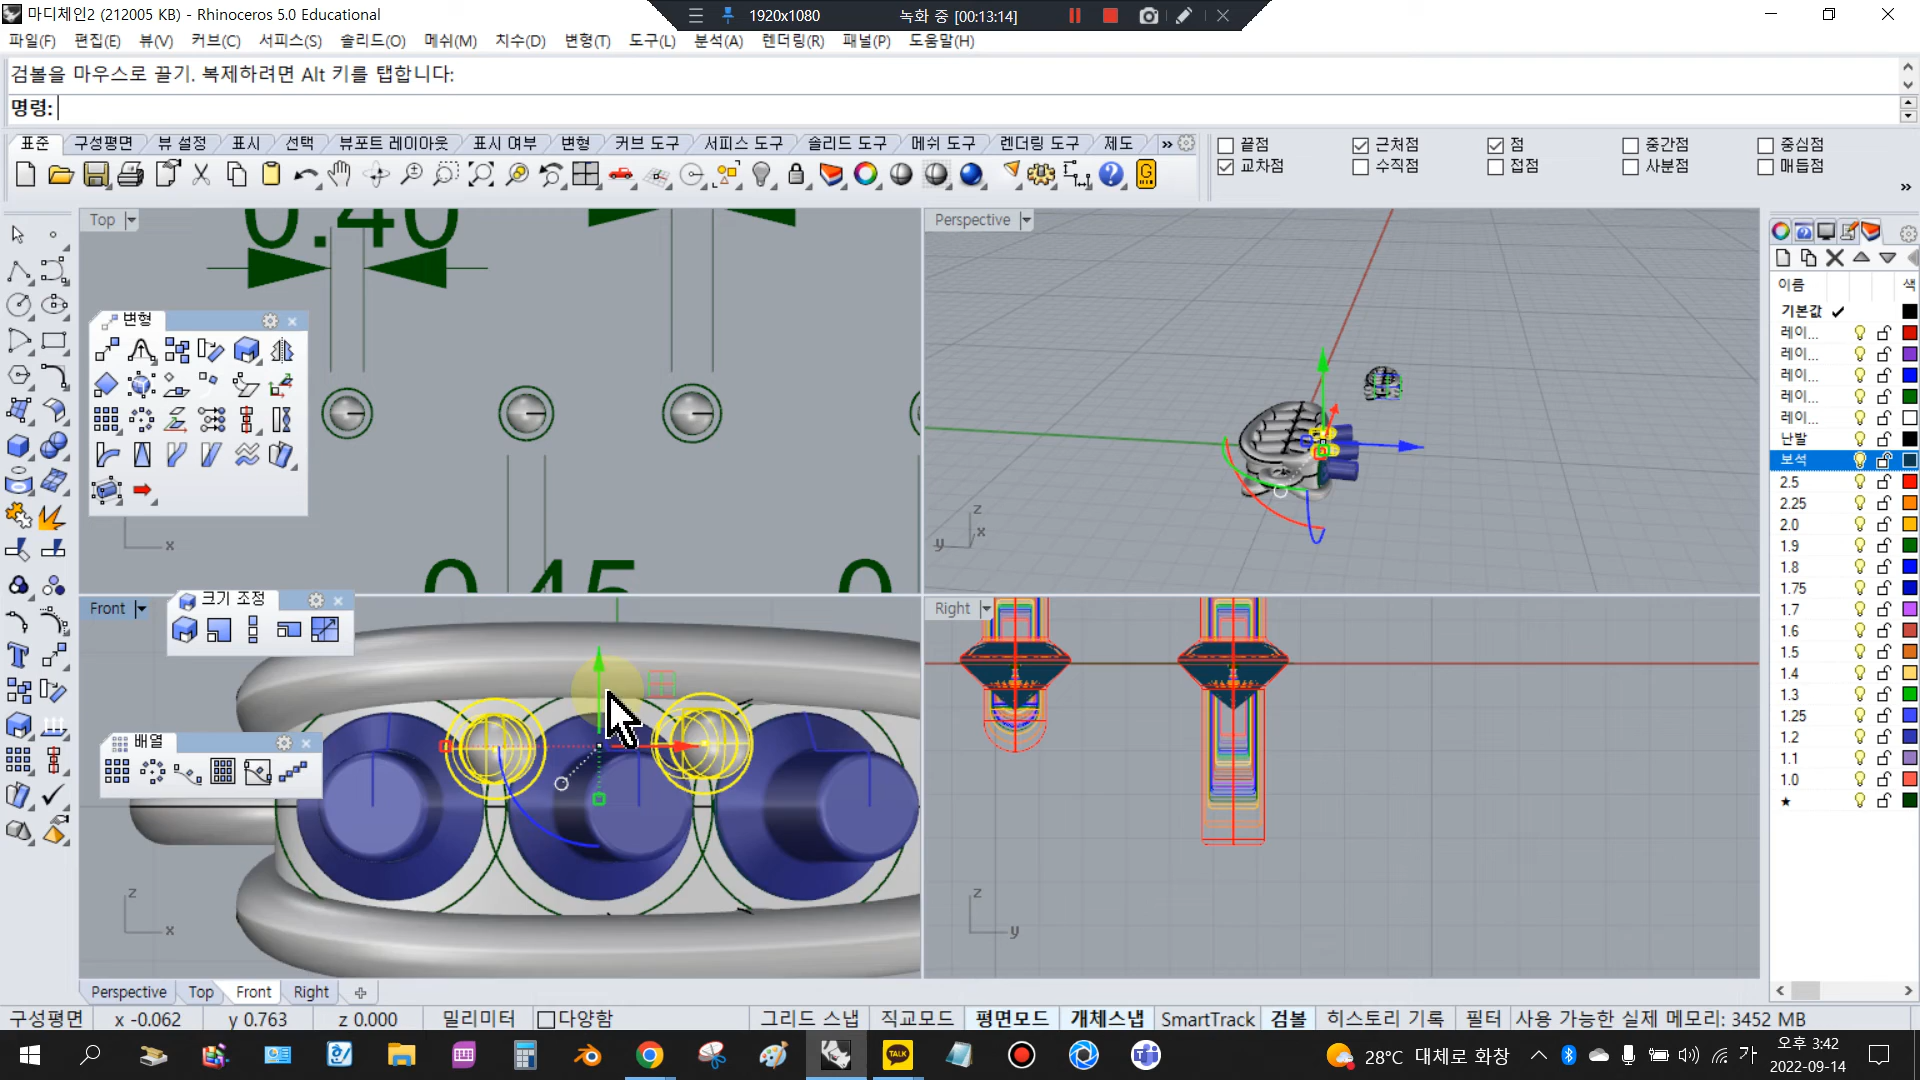 마디체인2 (212005 KB) - Rhinoceros 5.0 Educational
1920x1080
녹화 중 [00:13:14]
파일(F) 편집(E) 뷰(V) 커브(C) 서피스(S) 솔리드(O) 메쉬(M) 치수(D) 변형(T) 도구(L) 분석(A) 렌더링(R) 패널(P) 도움말(H)
검볼을 마우스로 끌기. 복제하려면 Alt 키를 탭합니다:
명령:
표준 구성평면 뷰 설정 표시 선택 뷰포트 레이아웃 표시 여부 변형 커브 도구 서피스 도구 솔리드 도구 메쉬 도구 렌더링 도구 제도 »
끝점 근처점 점 중간점 중심점
교차점 수직점 접점 사분점 매듭점
Top
0.40
변형
x
0.45
Perspective
z
x
y
이름 색
기본값
레이...
레이...
레이...
레이...
레이...
난발
보석
2.5
2.25
2.0
1.9
1.8
1.75
1.7
1.6
1.5
1.4
1.3
1.25
1.2
1.1
1.0
★
Front
크기 조정
배열
z
x
Right
z
y
Perspective Top Front Right
구성평면 x -0.062 y 0.763 z 0.000 밀리미터 다양함 그리드 스냅 직교모드 평면모드 개체스냅 SmartTrack 검볼 히스토리 기록 필터 사용 가능한 실제 메모리: 3452 MB
TALK
28°C 대체로 화창
가
오후 3:42
2022-09-14